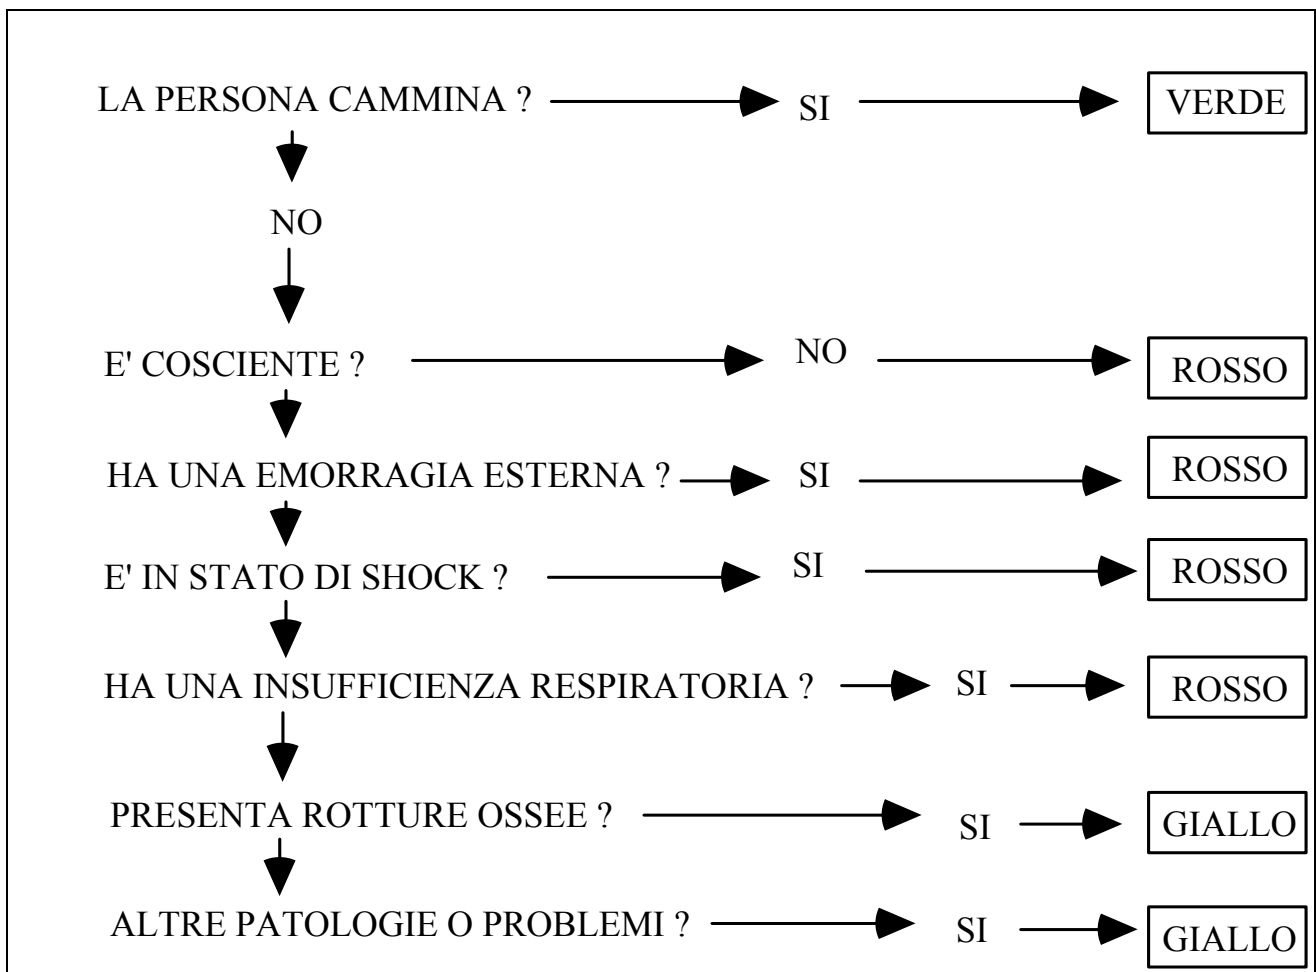 LA PERSONA CAMMINA ? SI VERDE
NO
E' COSCIENTE ? NO ROSSO
HA UNA EMORRAGIA ESTERNA ? SI ROSSO
E' IN STATO DI SHOCK ? SI ROSSO
HA UNA INSUFFICIENZA RESPIRATORIA ? SI ROSSO
PRESENTA ROTTURE OSSEE ? SI GIALLO
ALTRE PATOLOGIE O PROBLEMI ? SI GIALLO